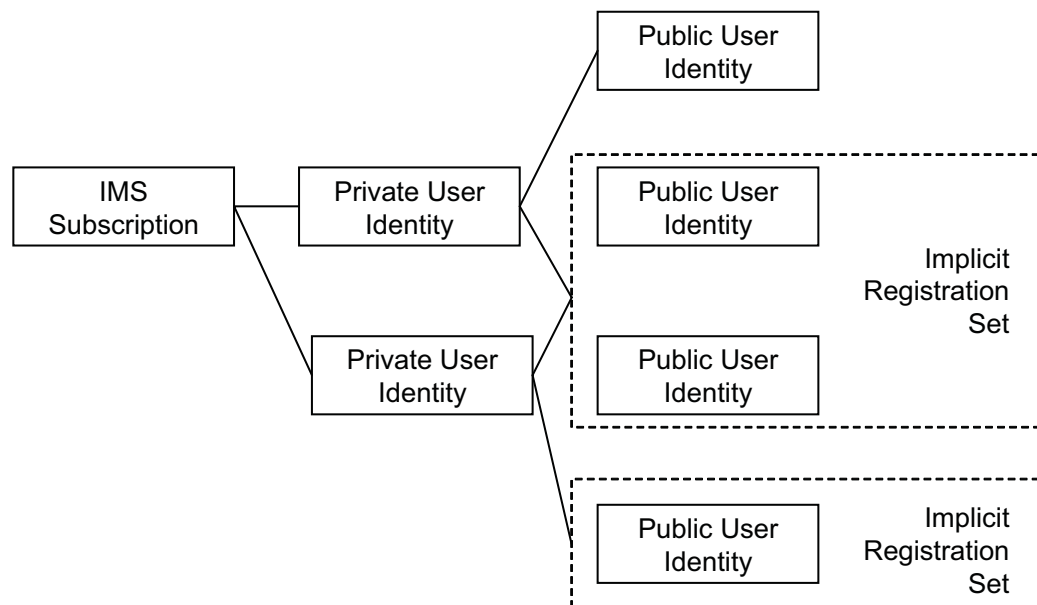 Public User
Identity
IMS
Subscription
Private User
Identity
Public User
Identity
Implicit
Registration
Set
Private User
Identity
Public User
Identity
Public User
Identity
Implicit
Registration
Set